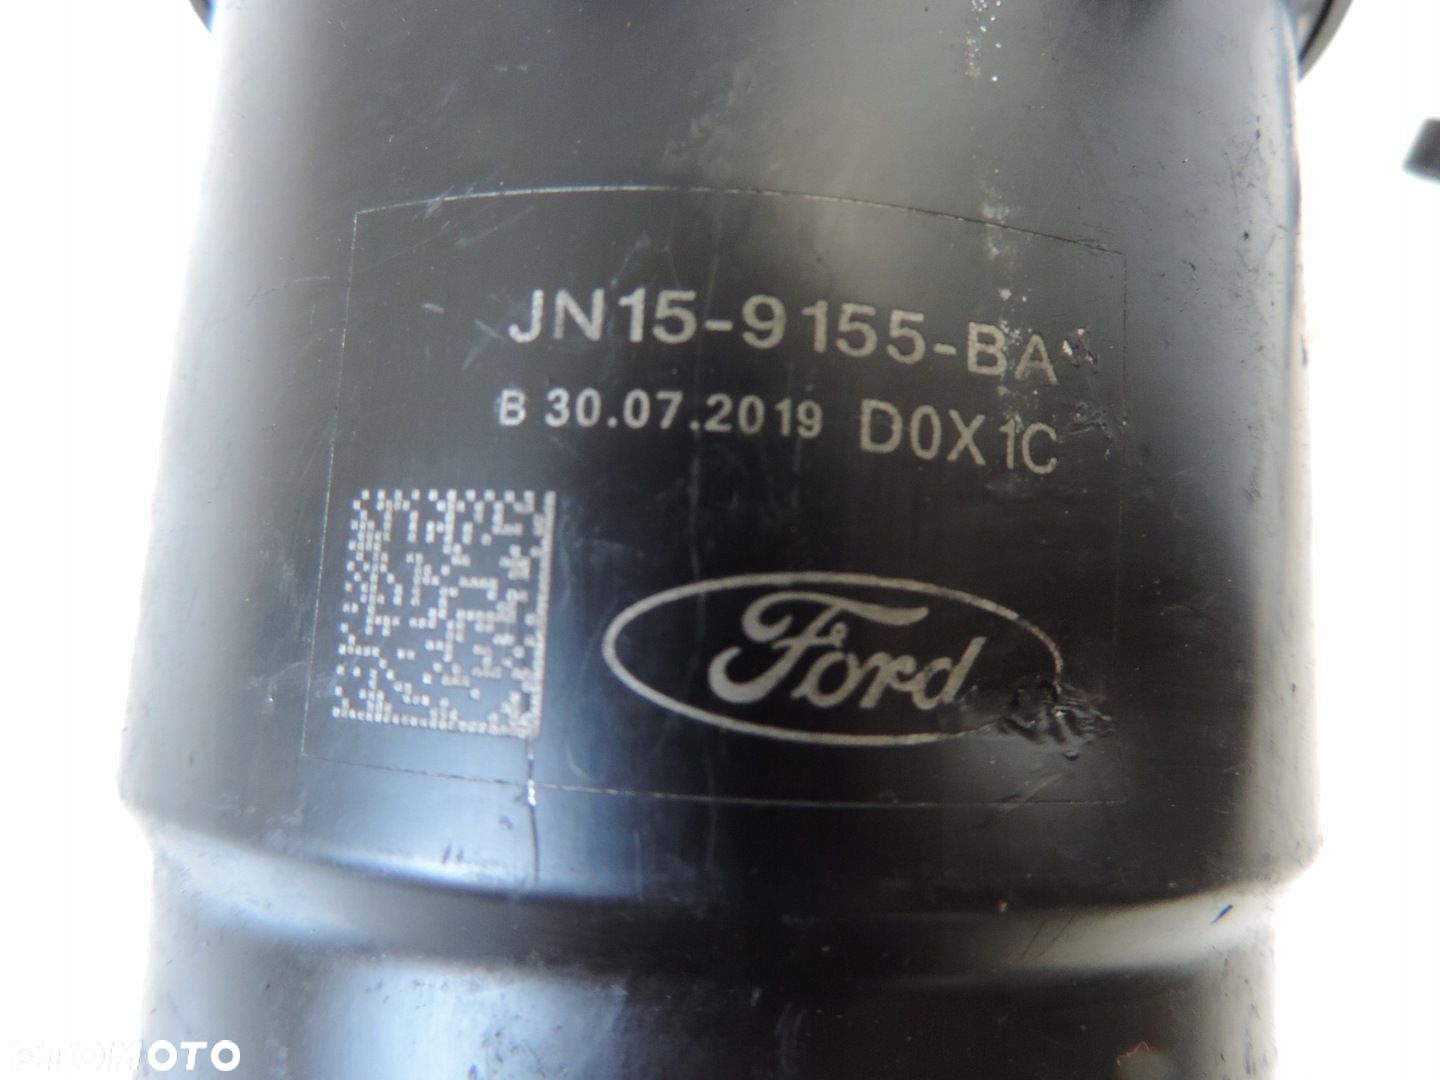 JN15-9155-BA
B 30.07.2019 D0X1C
Ford
OTOMOTO